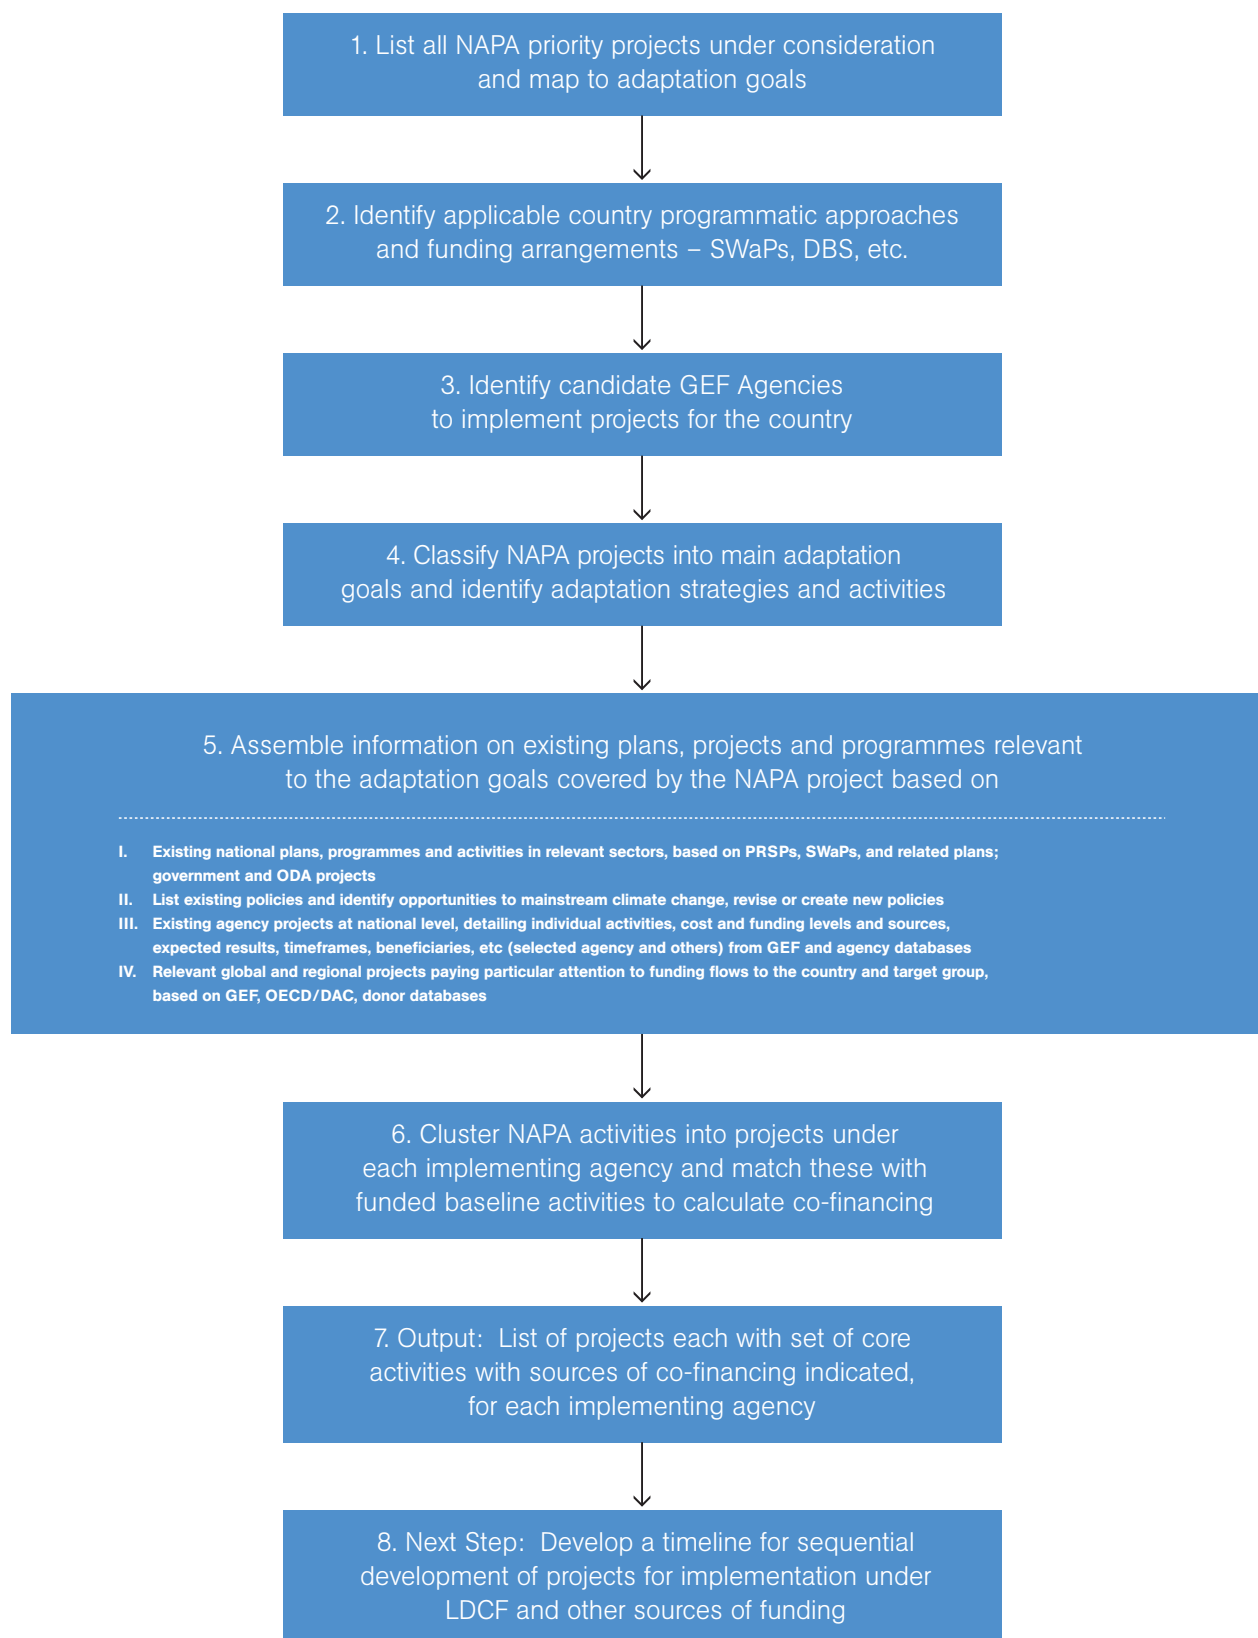 1. List all NAPA priority projects under consideration
and map to adaptation goals
2. Identify applicable country programmatic approaches
and funding arrangements – SWaPs, DBS, etc.
3. Identify candidate GEF Agencies
to implement projects for the country
4. Classify NAPA projects into main adaptation
goals and identify adaptation strategies and activities
5. Assemble information on existing plans, projects and programmes relevant
to the adaptation goals covered by the NAPA project based on
I. Existing national plans, programmes and activities in relevant sectors, based on PRSPs, SWaPs, and related plans;
government and ODA projects
II. List existing policies and identify opportunities to mainstream climate change, revise or create new policies
III. Existing agency projects at national level, detailing individual activities, cost and funding levels and sources,
expected results, timeframes, beneficiaries, etc (selected agency and others) from GEF and agency databases
IV. Relevant global and regional projects paying particular attention to funding flows to the country and target group,
based on GEF, OECD/DAC, donor databases
6. Cluster NAPA activities into projects under
each implementing agency and match these with
funded baseline activities to calculate co-financing
7. Output: List of projects each with set of core
activities with sources of co-financing indicated,
for each implementing agency
8. Next Step: Develop a timeline for sequential
development of projects for implementation under
LDCF and other sources of funding